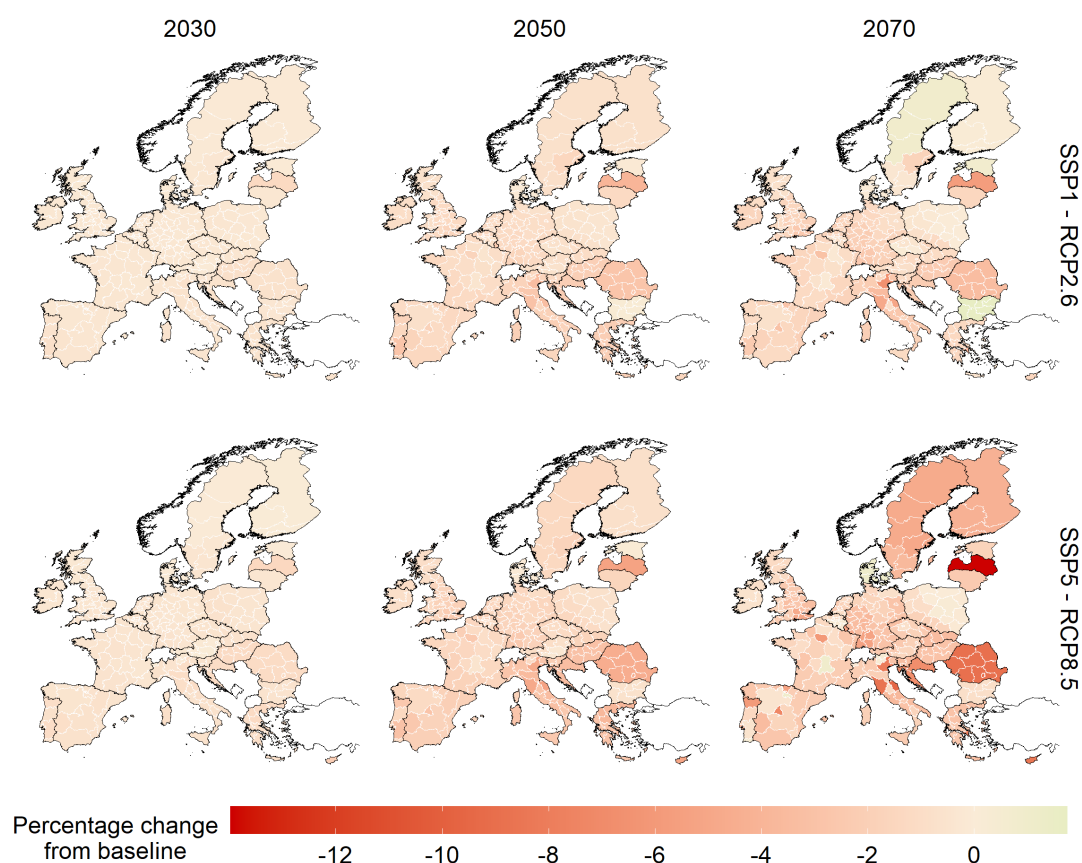 2030
2050
2070
SSP1 - RCP2.6
SSP5 - RCP8.5
Percentage change
from baseline
-12
-10
-8
-6
-4
-2
0